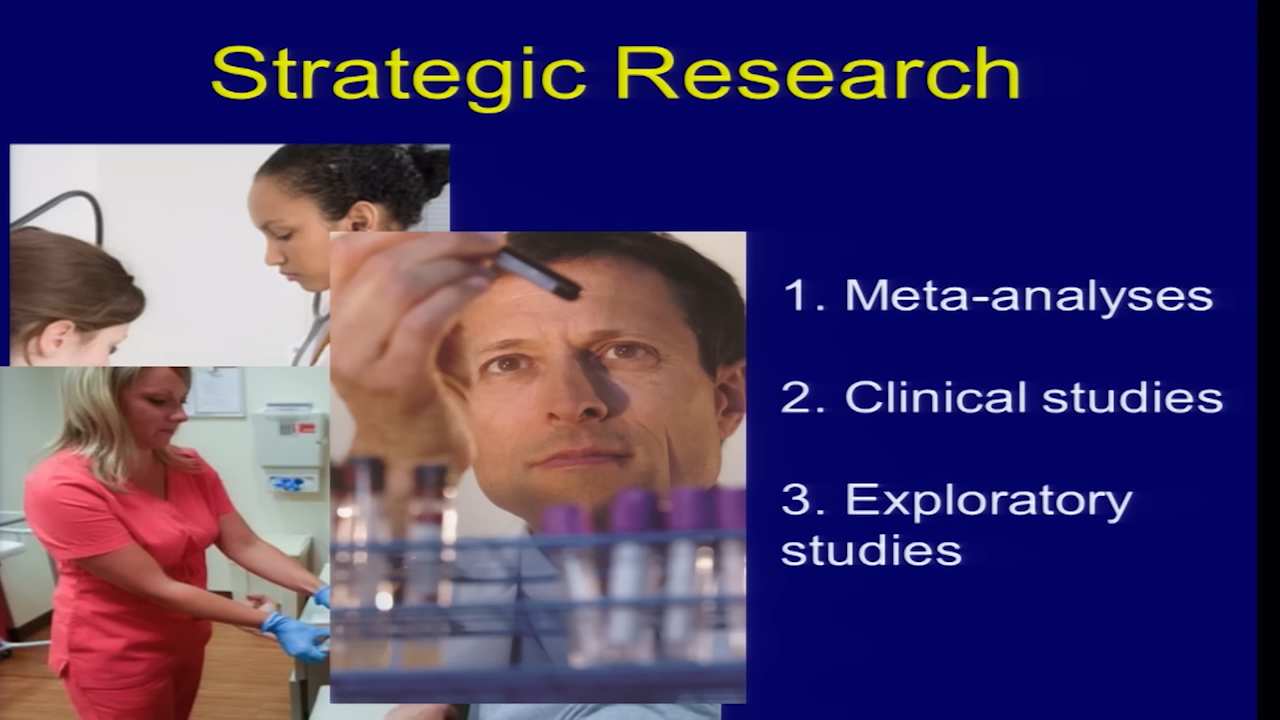 Strategic Research
1. Meta-analyses
2. Clinical studies
3. Exploratory
studies